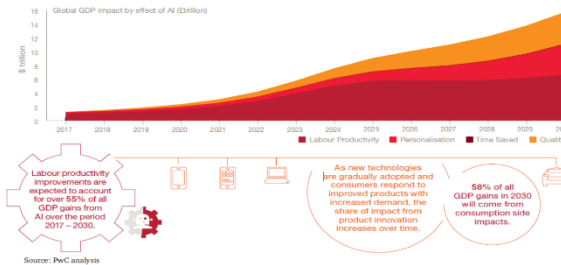 Global GDP impact by effect of AI ($trillion)
16
14
12
10
8
6
4
2
0
$ trillion
2017 2018 2019 2020 2021 2022 2023 2024 2025 2026 2027 2028 2029
Labour Productivity Personalisation Time Saved
Labour productivity
improvements are
expected to account
for over 55% of all
GDP gains from
AI over the period
2017 – 2030.
As new technologies
are gradually adopted and
consumers respond to
improved products with
increased demand, the
share of impact from
product innovation
increases over time.
58% of all
GDP gains in 2030
will come from
consumption side
impacts.
Source: PwC analysis